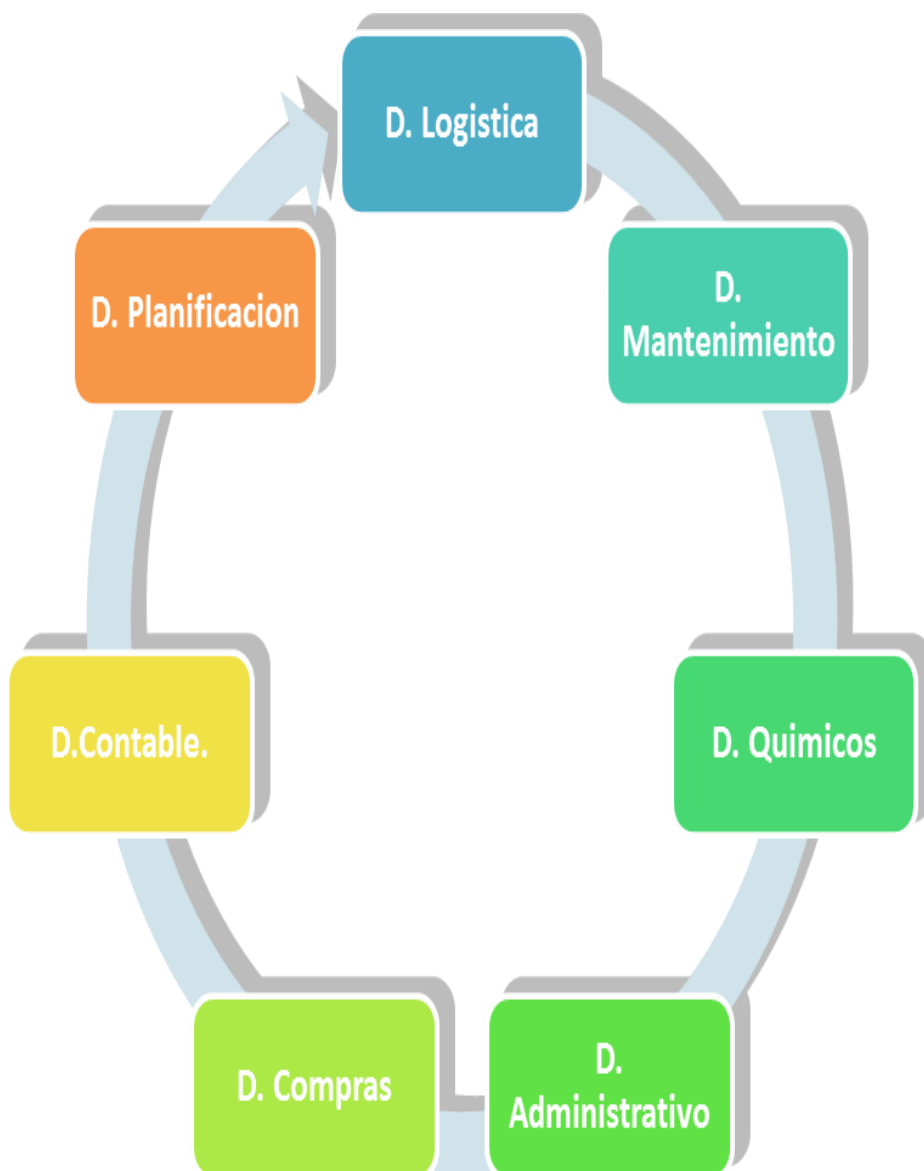 D. Logistica
D.
Mantenimiento
D. Quimicos
D.
Administrativo
D. Compras
D.Contable.
D. Planificacion